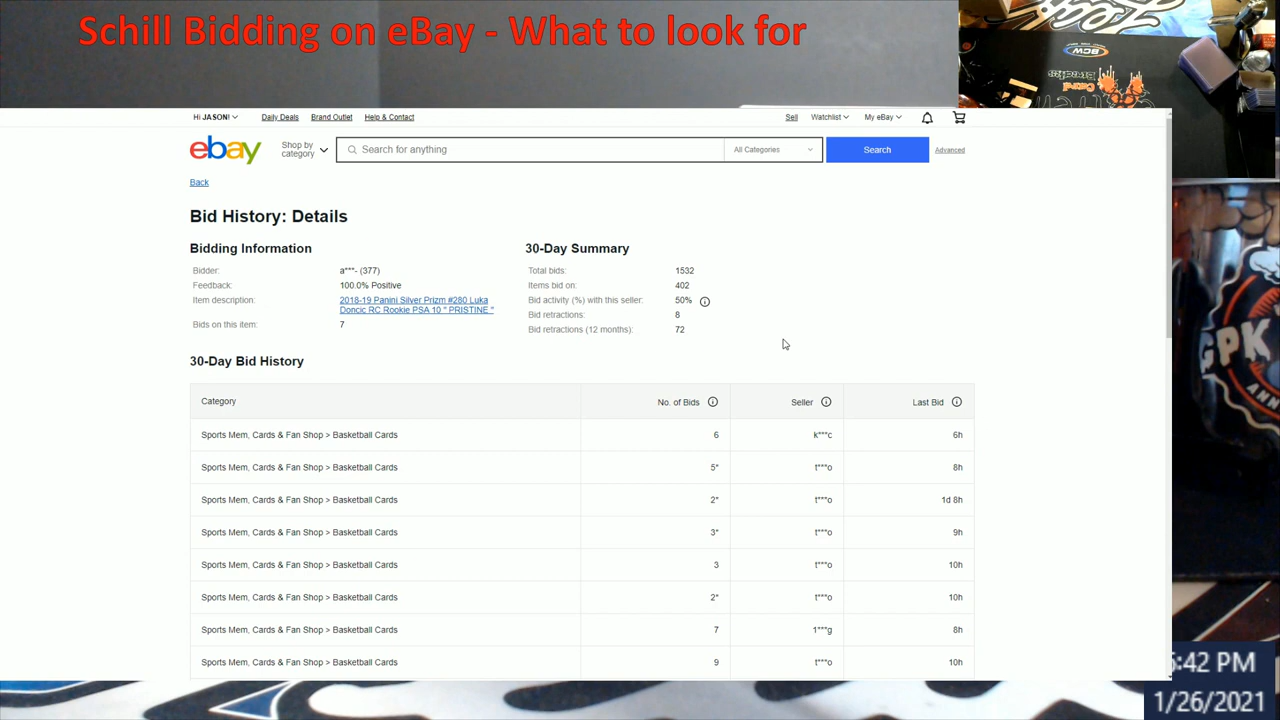 Schill Bidding on eBay - What to look for
BCW
Hi JASON!
Daily Deals
Brand Outlet
Help & Contact
Sell
Watchlist
My eBay
ebay
Shop by
category
Search for anything
All Categories
Search
Advanced
Back
Bid History: Details
Bidding Information
Bidder: a***- (377)
Feedback: 100.0% Positive
Item description: 2018-19 Panini Silver Prizm #280 Luka
Doncic RC Rookie PSA 10 " PRISTINE "
Bids on this item: 7
30-Day Summary
Total bids: 1532
Items bid on: 402
Bid activity (%) with this seller: 50%
Bid retractions: 8
Bid retractions (12 months): 72
30-Day Bid History
Category No. of Bids Seller Last Bid
Sports Mem, Cards & Fan Shop > Basketball Cards 6 k***c 6h
Sports Mem, Cards & Fan Shop > Basketball Cards 5* t***o 8h
Sports Mem, Cards & Fan Shop > Basketball Cards 2* t***o 1d 8h
Sports Mem, Cards & Fan Shop > Basketball Cards 3* t***o 9h
Sports Mem, Cards & Fan Shop > Basketball Cards 3 t***o 10h
Sports Mem, Cards & Fan Shop > Basketball Cards 2* t***o 10h
Sports Mem, Cards & Fan Shop > Basketball Cards 7 1***g 8h
Sports Mem, Cards & Fan Shop > Basketball Cards 9 t***o 10h
GPK
ANN
5:42 PM
1/26/2021